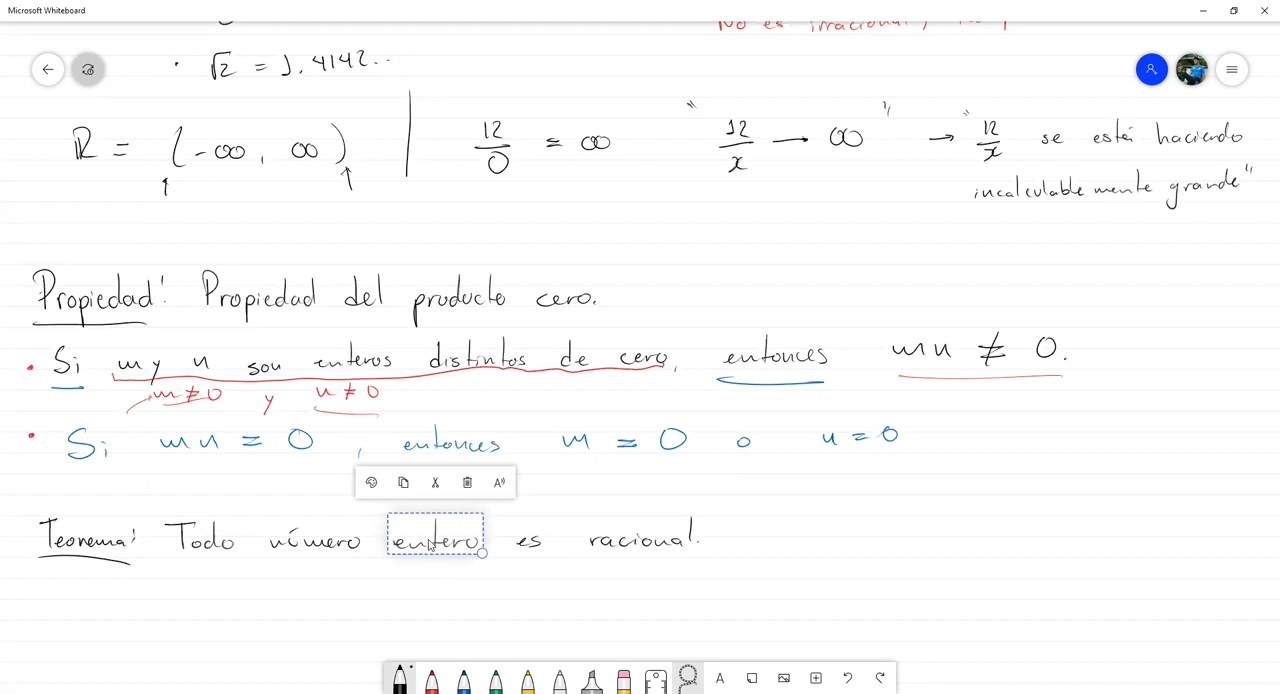 Microsoft Whiteboard
No es irracional,
· √2 = 1.4142...
ℝ = (-∞, ∞)
12/0 = ∞
" 12/x → ∞ " → " 12/x se está haciendo
incalculablemente grande"
Propiedad: Propiedad del producto cero.
• Si m y n son enteros distintos de cero, entonces mn ≠ 0.
m ≠ 0 y n ≠ 0
• Si mn = 0, entonces m = 0 o n = 0
Teorema: Todo número entero es racional.